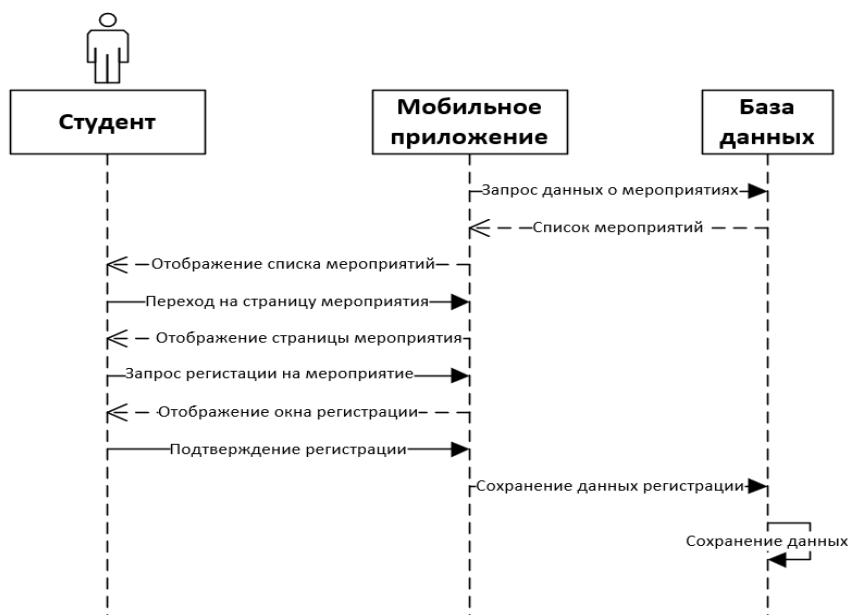 Студент
Мобильное
приложение
База
данных
Запрос данных о мероприятиях
Список мероприятий
Отображение списка мероприятий
Переход на страницу мероприятия
Отображение страницы мероприятия
Запрос регистации на мероприятие
Отображение окна регистрации
Подтверждение регистрации
Сохранение данных регистрации
Сохранение данных